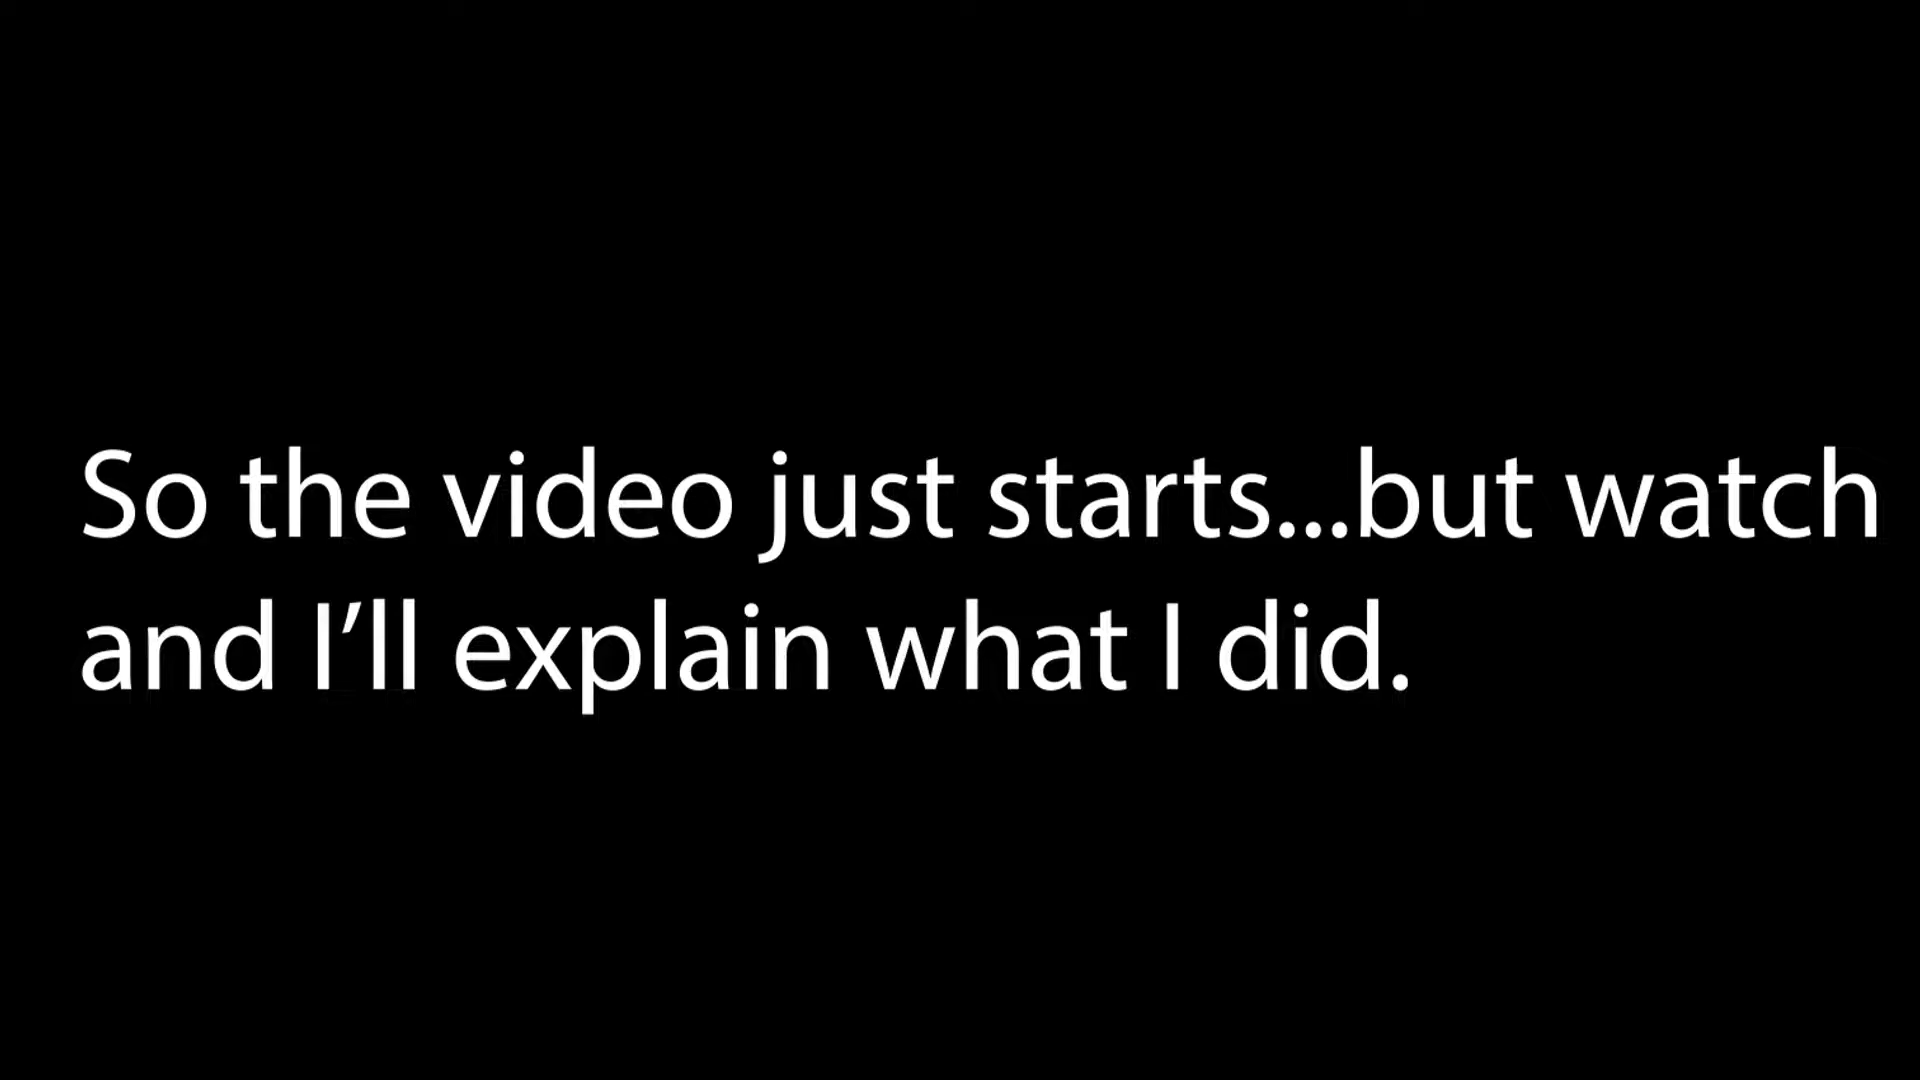 So the video just starts...but watch
and I’ll explain what I did.